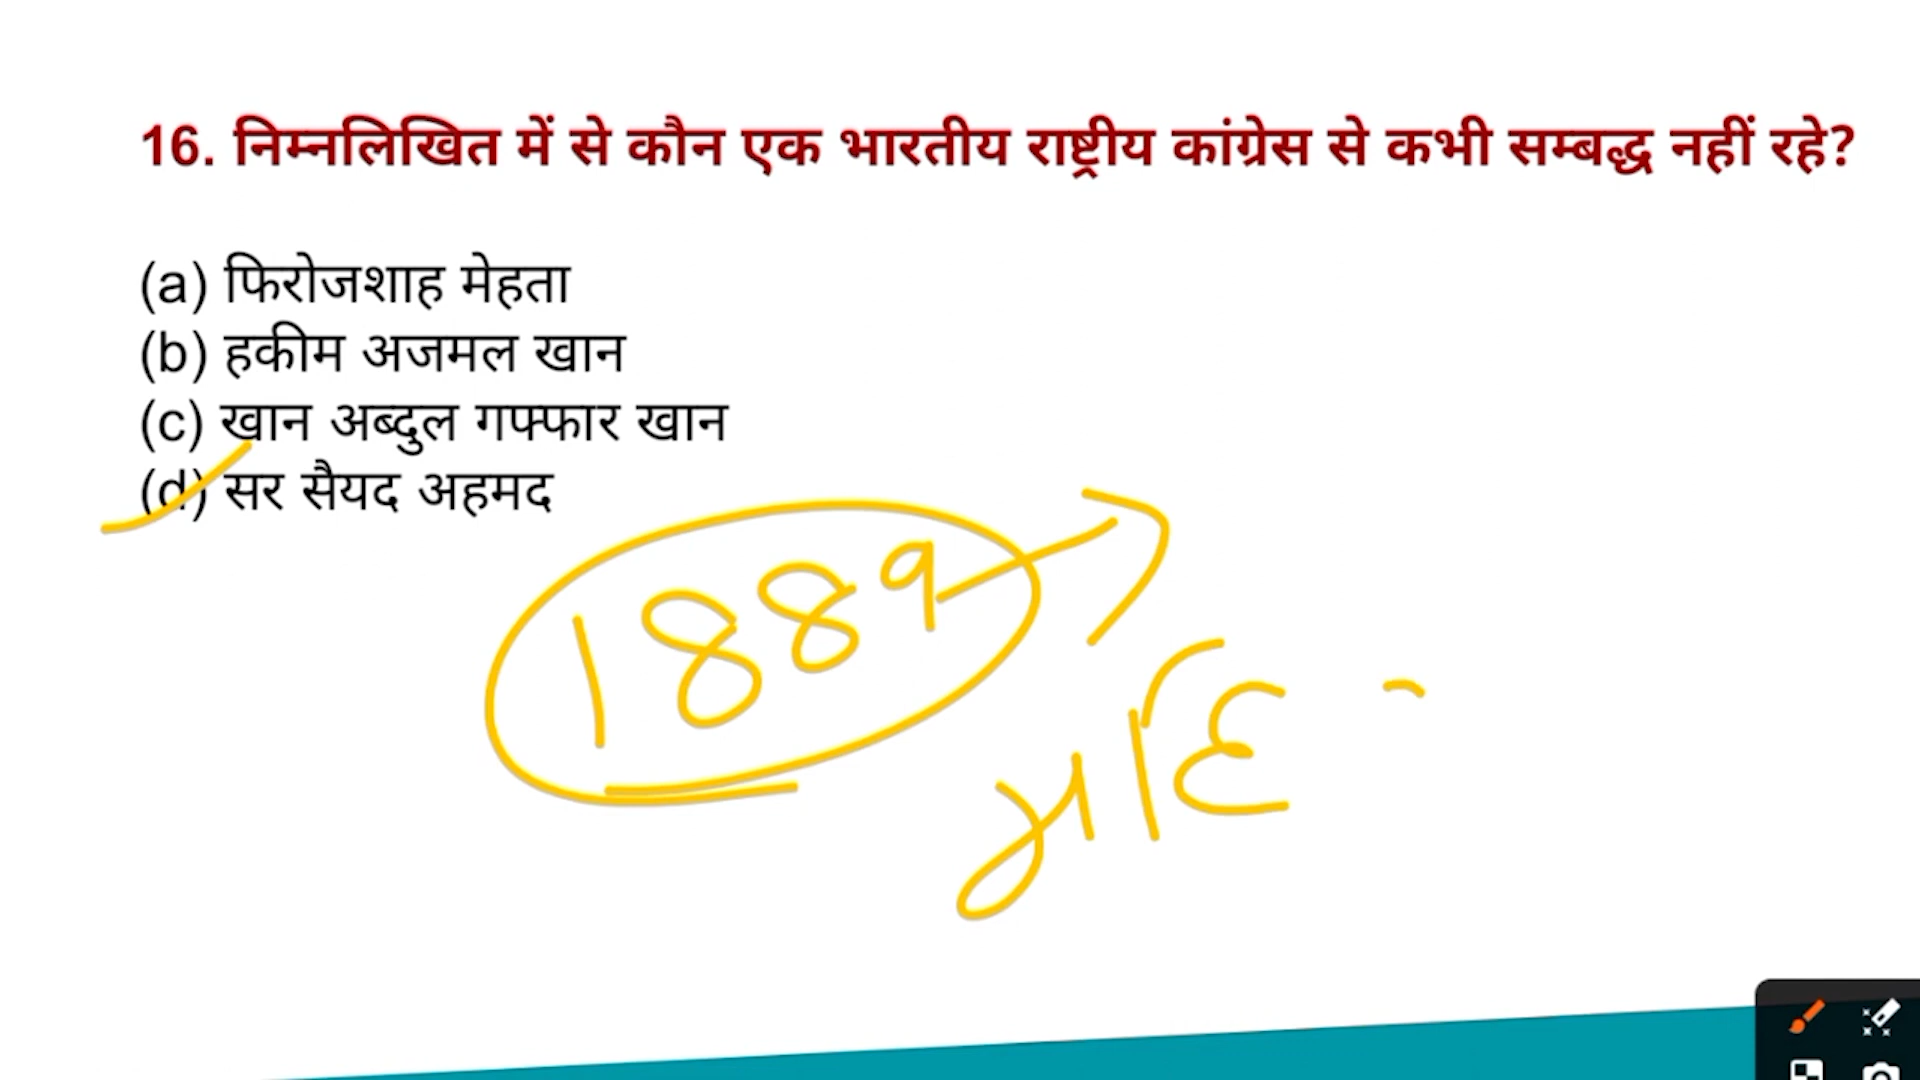 16. निम्नलिखित में से कौन एक भारतीय राष्ट्रीय कांग्रेस से कभी सम्बद्ध नहीं रहे?
(a) फिरोजशाह मेहता
(b) हकीम अजमल खान
(c) खान अब्दुल गफ्फार खान
(d) सर सैयद अहमद
1889